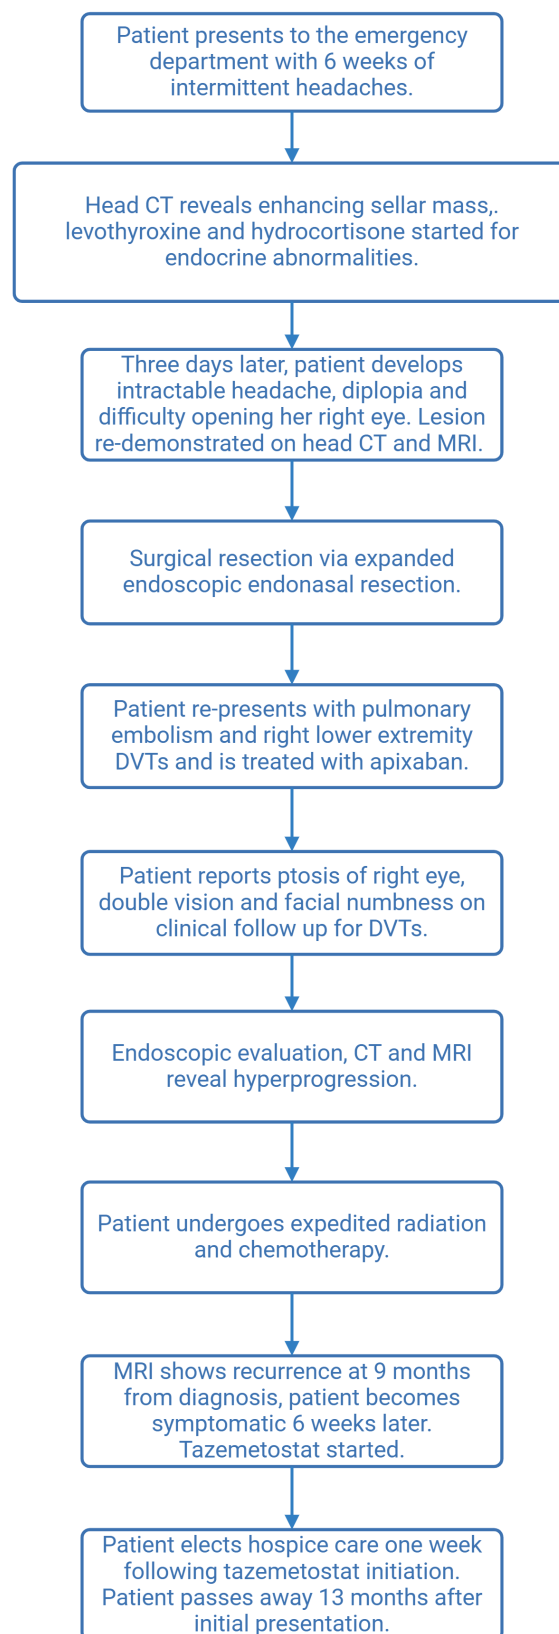 Patient presents to the emergency
department with 6 weeks of
intermittent headaches.
Head CT reveals enhancing sellar mass,.
levothyroxine and hydrocortisone started for
endocrine abnormalities.
Three days later, patient develops
intractable headache, diplopia and
difficulty opening her right eye. Lesion
re-demonstrated on head CT and MRI.
Surgical resection via expanded
endoscopic endonasal resection.
Patient re-presents with pulmonary
embolism and right lower extremity
DVTs and is treated with apixaban.
Patient reports ptosis of right eye,
double vision and facial numbness on
clinical follow up for DVTs.
Endoscopic evaluation, CT and MRI
reveal hyperprogression.
Patient undergoes expedited radiation
and chemotherapy.
MRI shows recurrence at 9 months
from diagnosis, patient becomes
symptomatic 6 weeks later.
Tazemetostat started.
Patient elects hospice care one week
following tazemetostat initiation.
Patient passes away 13 months after
initial presentation.